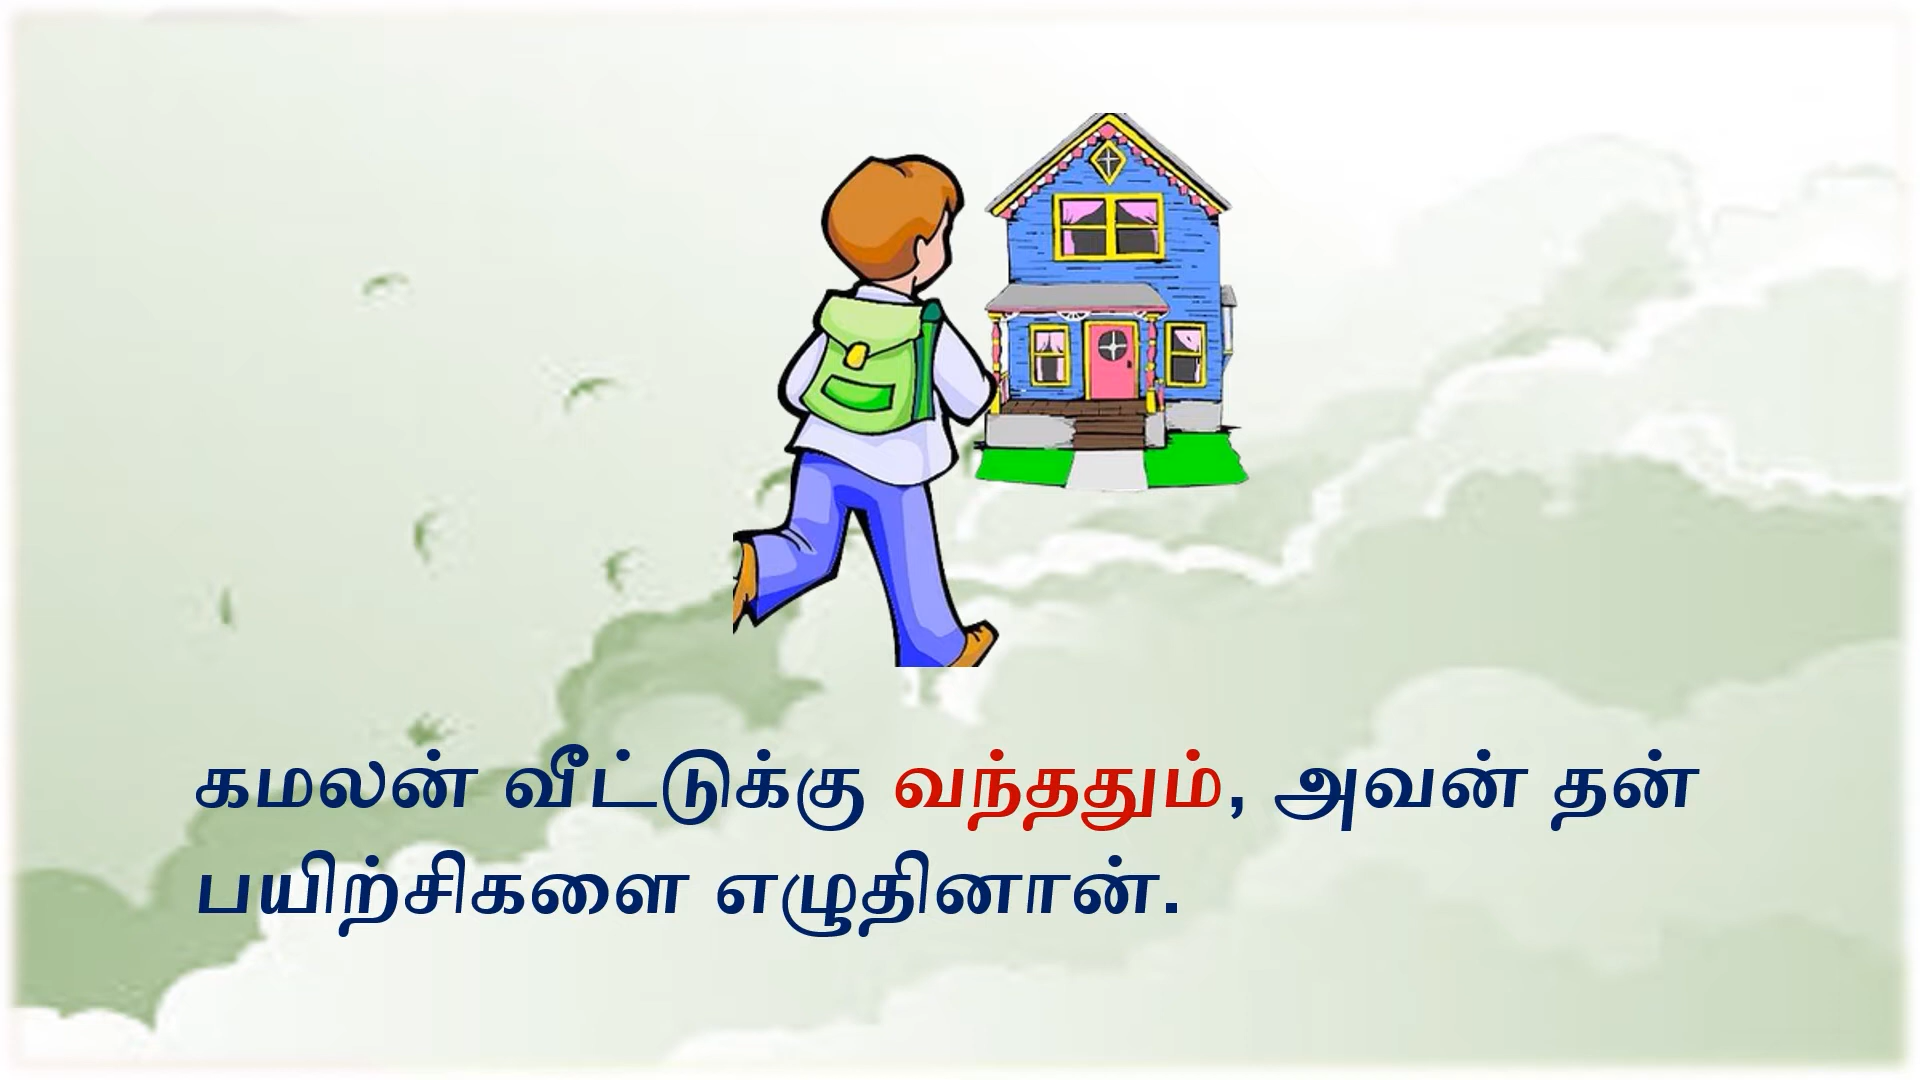 கமலன் வீட்டுக்கு வந்ததும், அவன் தன்
பயிற்சிகளை எழுதினான்.